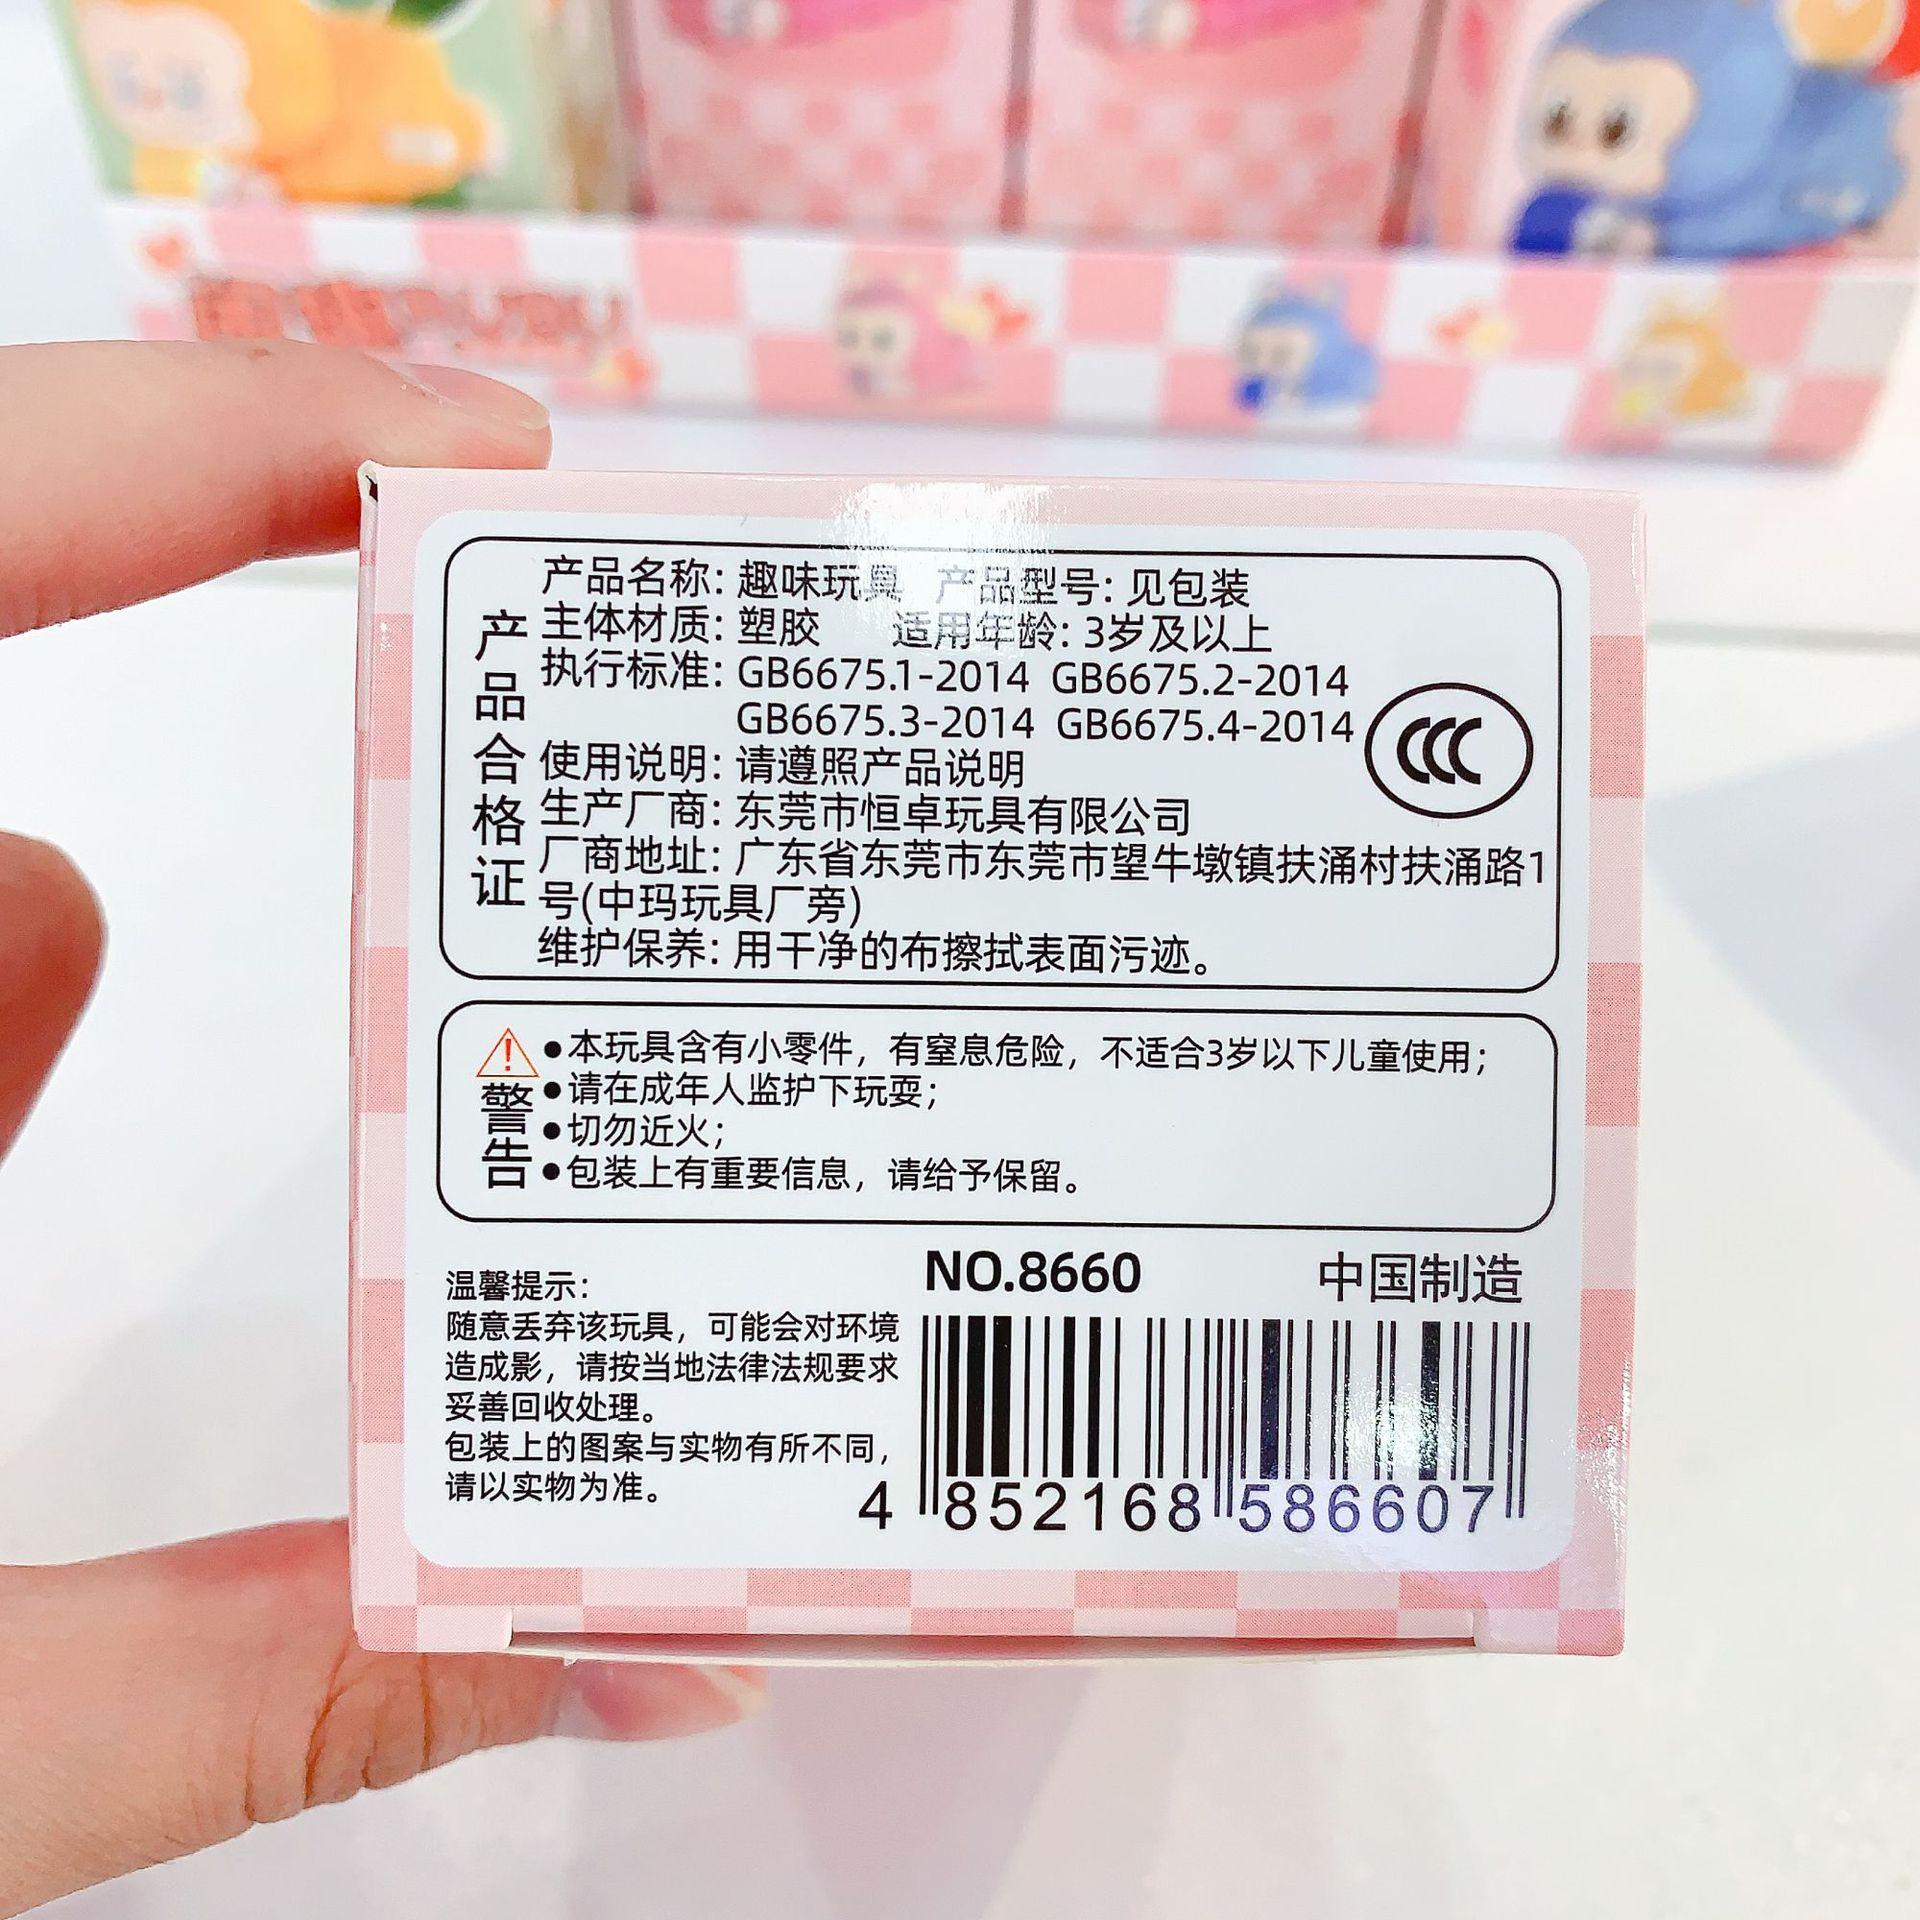 产品合格证
产品名称: 趣味玩具 产品型号: 见包装
主体材质: 塑胶 适用年龄: 3岁及以上
执行标准: GB6675.1-2014 GB6675.2-2014
GB6675.3-2014 GB6675.4-2014
CCC
使用说明: 请遵照产品说明
生产厂商: 东莞市恒卓玩具有限公司
厂商地址: 广东省东莞市东莞市望牛墩镇扶涌村扶涌路1
号(中玛玩具厂旁)
维护保养: 用干净的布擦拭表面污迹。
警告
●本玩具含有小零件，有窒息危险，不适合3岁以下儿童使用；
●请在成年人监护下玩耍；
●切勿近火；
●包装上有重要信息，请给予保留。
温馨提示:
随意丢弃该玩具，可能会对环境
造成影，请按当地法律法规要求
妥善回收处理。
包装上的图案与实物有所不同，
请以实物为准。
NO.8660 中国制造
4 852168 586607